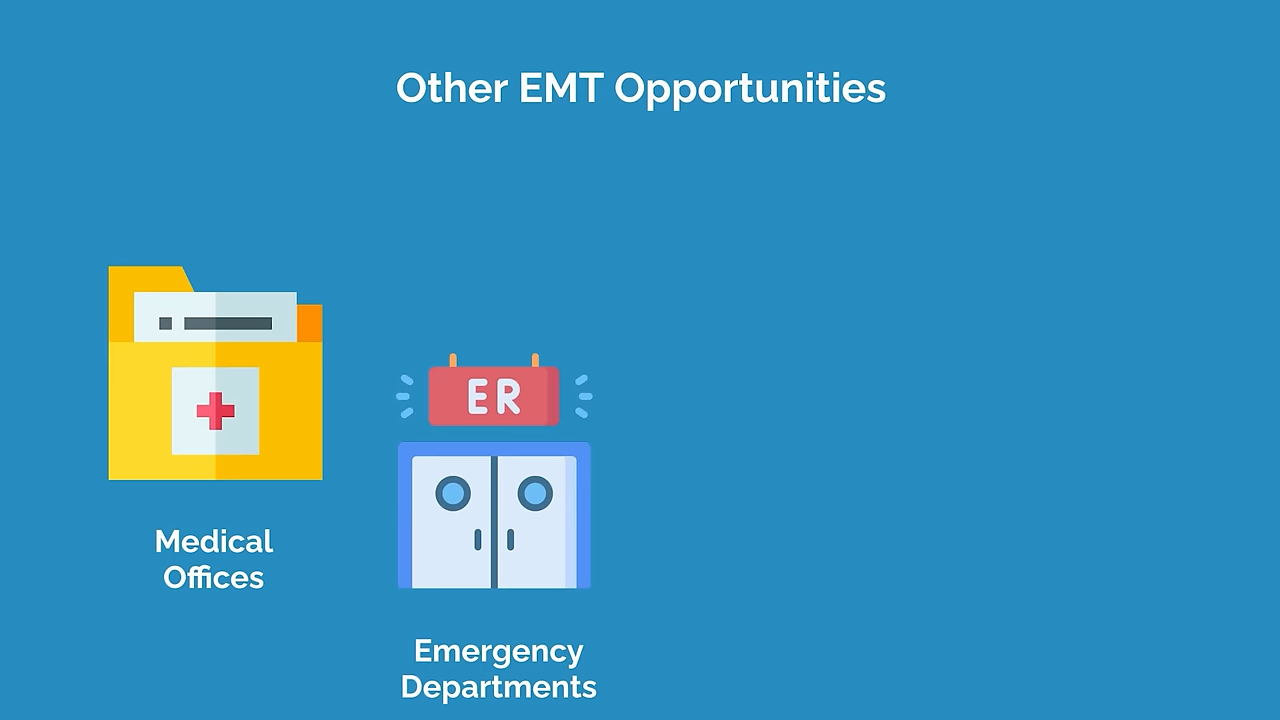 Other EMT Opportunities
ER
Medical
Offices
Emergency
Departments